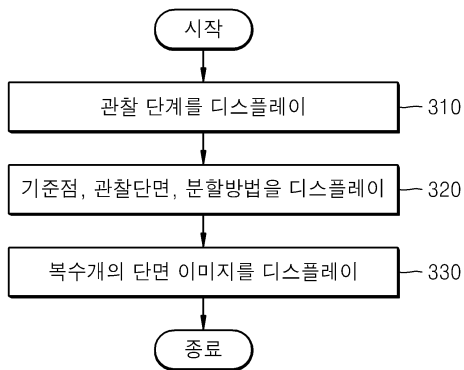 시작
관찰 단계를 디스플레이 310
기준점, 관찰단면, 분할방법을 디스플레이 320
복수개의 단면 이미지를 디스플레이 330
종료